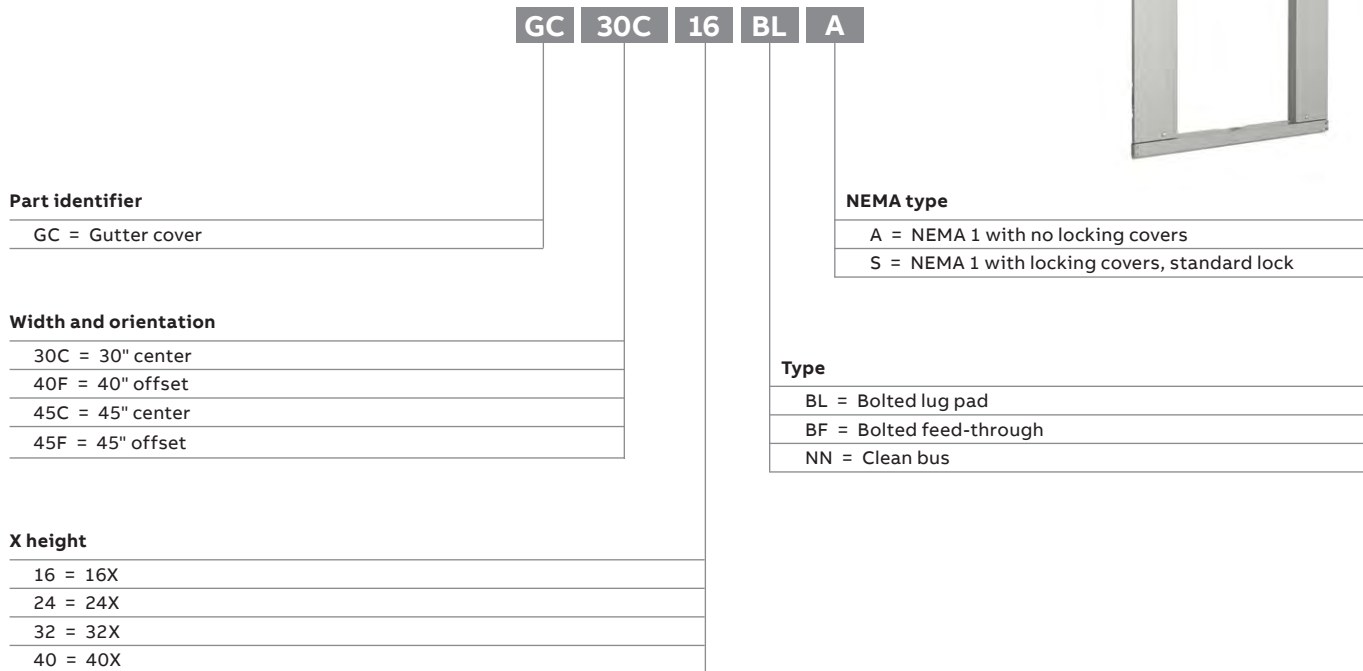 GC 30C 16 BL A
Part identifier
GC = Gutter cover
Width and orientation
30C = 30" center
40F = 40" offset
45C = 45" center
45F = 45" offset
X height
16 = 16X
24 = 24X
32 = 32X
40 = 40X
NEMA type
A = NEMA 1 with no locking covers
S = NEMA 1 with locking covers, standard lock
Type
BL = Bolted lug pad
BF = Bolted feed-through
NN = Clean bus